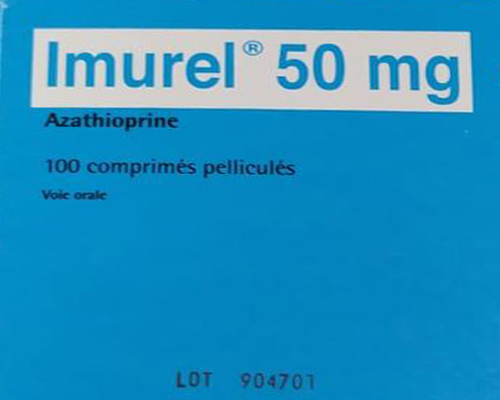 Imurel® 50 mg
Azathioprine
100 comprimés pelliculés
Voie orale
LOT 904701